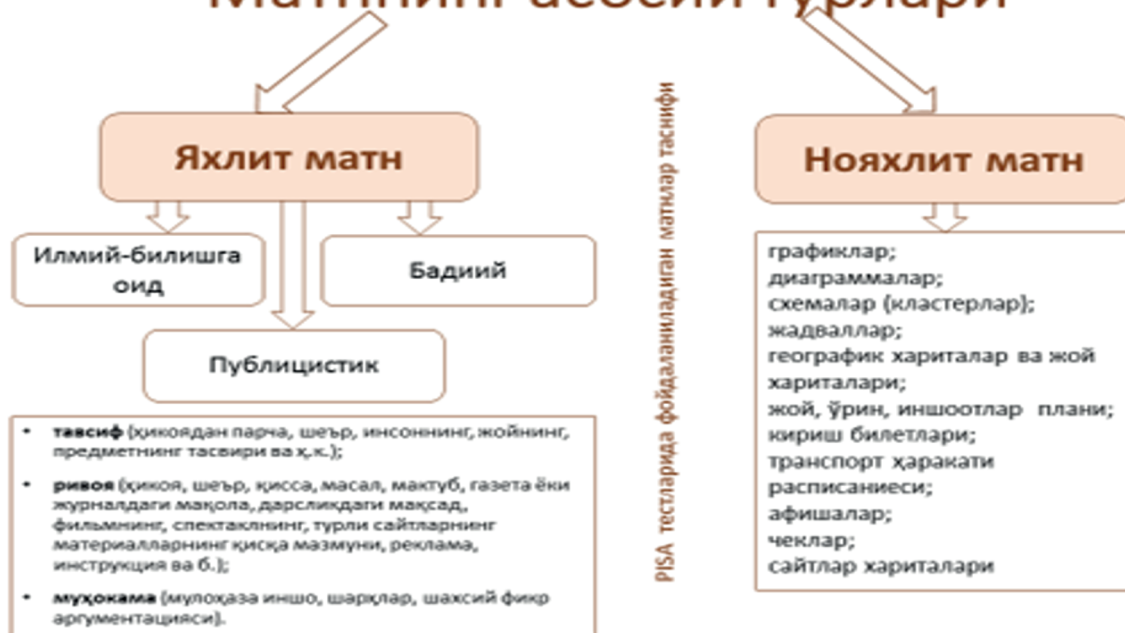 Матннинг асосий турлари
Яхлит матн
Илмий-билишга
оид
Бадиий
Публицистик
• тавсиф (ҳикоядан парча, шеър, инсоннинг, жойнинг,
предметнинг тасвири ва ҳ.к.);
• ривоя (ҳикоя, шеър, қисса, масал, мактуб, газета ёки
журналдаги мақола, дарсликдаги мақсад,
фильмнинг, спектаклнинг, турли сайтларнинг
материалларнинг қисқа мазмуни, реклама,
инструкция ва б.);
• муҳокама (мулоҳаза иншо, шарҳлар, шахсий фикр
аргументацияси).
PISA тестларида фойдаланиладиган матнлар таснифи
Нояхлит матн
графиклар;
диаграммалар;
схемалар (кластерлар);
жадваллар;
географик хариталар ва жой
хариталари;
жой, ўрин, иншоотлар плани;
кириш билетлари;
транспорт ҳаракати
расписаниеси;
афишалар;
чеклар;
сайтлар хариталари